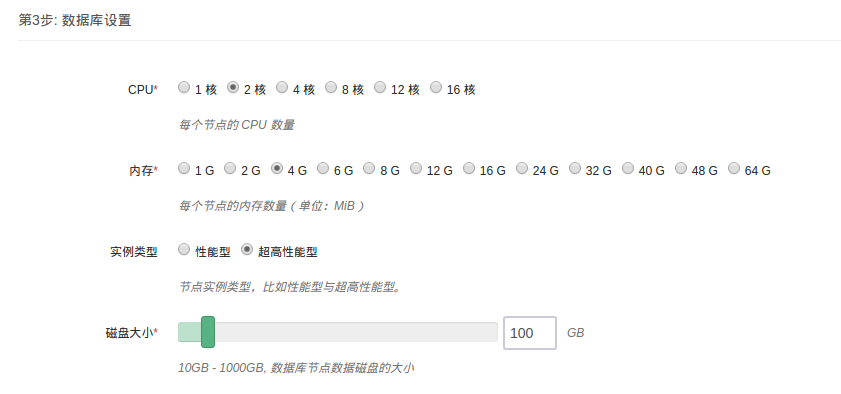 第3步: 数据库设置
CPU* 1 核 2 核 4 核 8 核 12 核 16 核
每个节点的 CPU 数量
内存* 1 G 2 G 4 G 6 G 8 G 12 G 16 G 24 G 32 G 40 G 48 G 64 G
每个节点的内存数量 ( 单位：MiB )
实例类型 性能型 超高性能型
节点实例类型，比如性能型与超高性能型。
磁盘大小* 100 GB
10GB - 1000GB, 数据库节点数据磁盘的大小